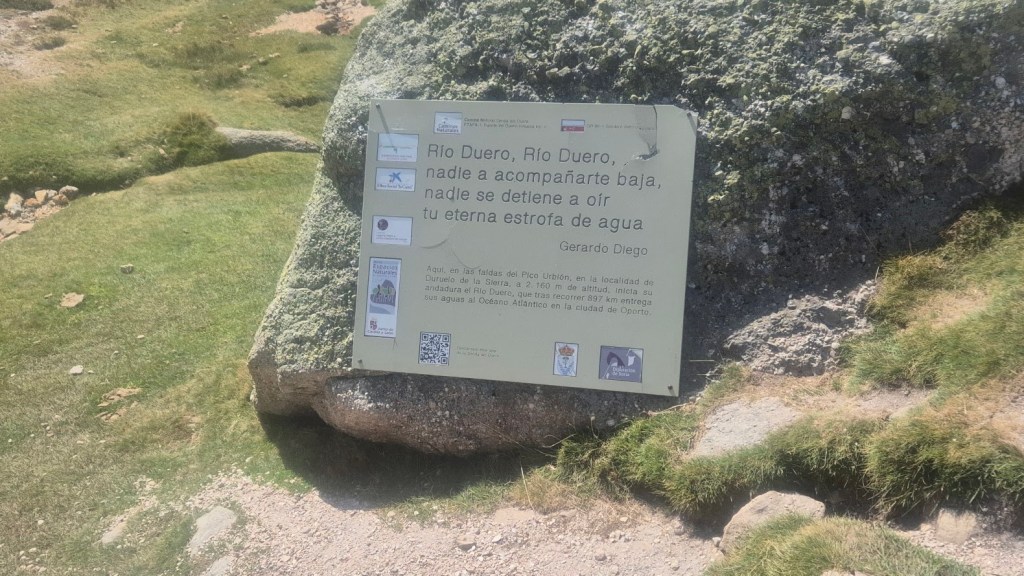 Río Duero, Río Duero,
nadie a acompañarte baja,
nadie se detiene a oír
tu eterna estrofa de agua
Gerardo Diego
Aquí, en las faldas del Pico Urbión, en la localidad de
Duruelo de la Sierra, a 2.160 m de altitud, inicia su
andadura el Río Duero, que tras recorrer 897 km entrega
sus aguas al Océano Atlántico en la ciudad de Oporto.